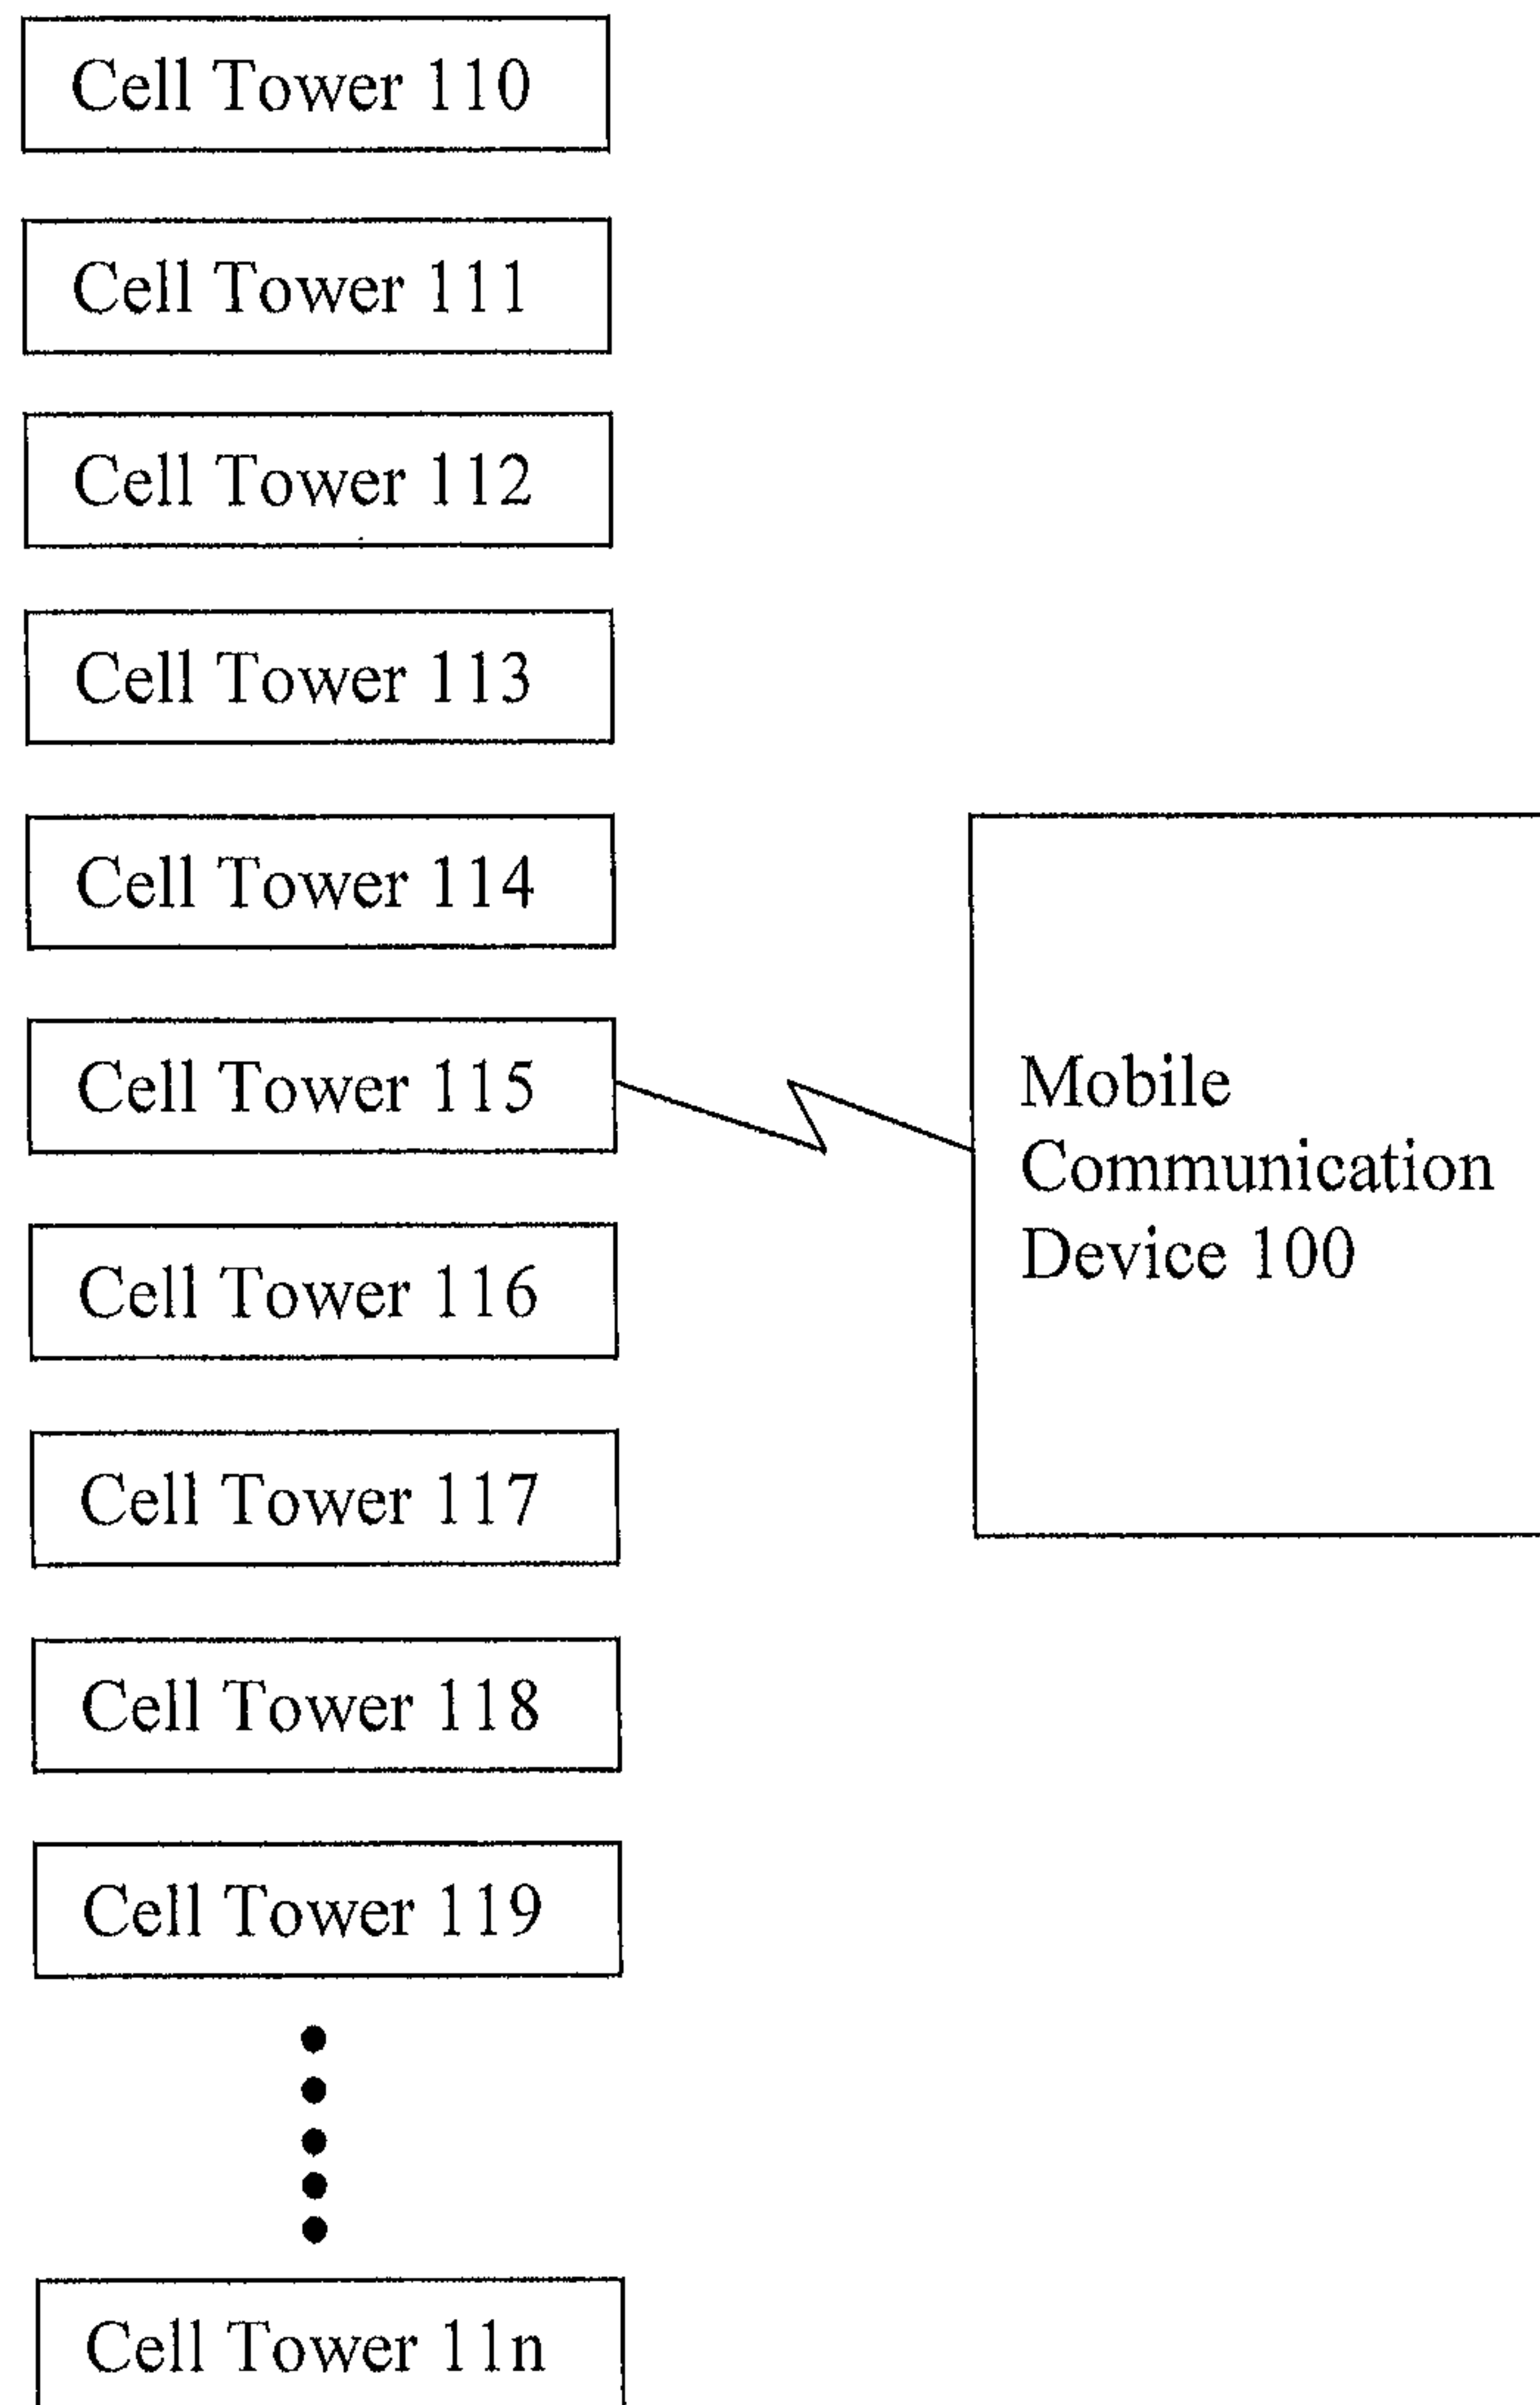 Cell Tower 110
Cell Tower 111
Cell Tower 112
Cell Tower 113
Cell Tower 114
Cell Tower 115
Cell Tower 116
Cell Tower 117
Cell Tower 118
Cell Tower 119
Cell Tower 11n
Mobile
Communication
Device 100